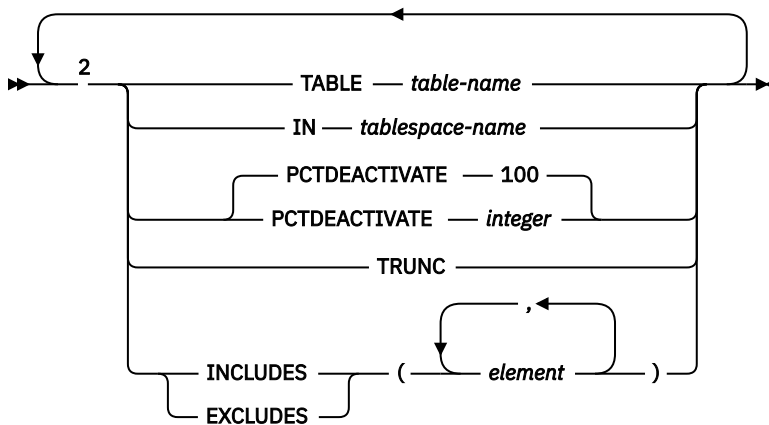 2
TABLE table-name
IN tablespace-name
PCTDEACTIVATE 100
PCTDEACTIVATE integer
TRUNC
,
INCLUDES ( element )
EXCLUDES